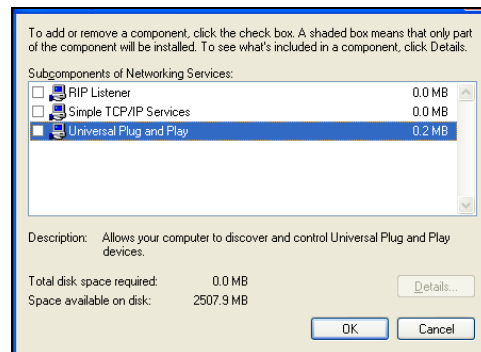 To add or remove a component, click the check box. A shaded box means that only part
of the component will be installed. To see what's included in a component, click Details.
Subcomponents of Networking Services:
RIP Listener 0.0 MB
Simple TCP/IP Services 0.0 MB
Universal Plug and Play 0.2 MB
Description: Allows your computer to discover and control Universal Plug and Play
devices.
Total disk space required: 0.0 MB
Details...
Space available on disk: 2507.9 MB
OK Cancel